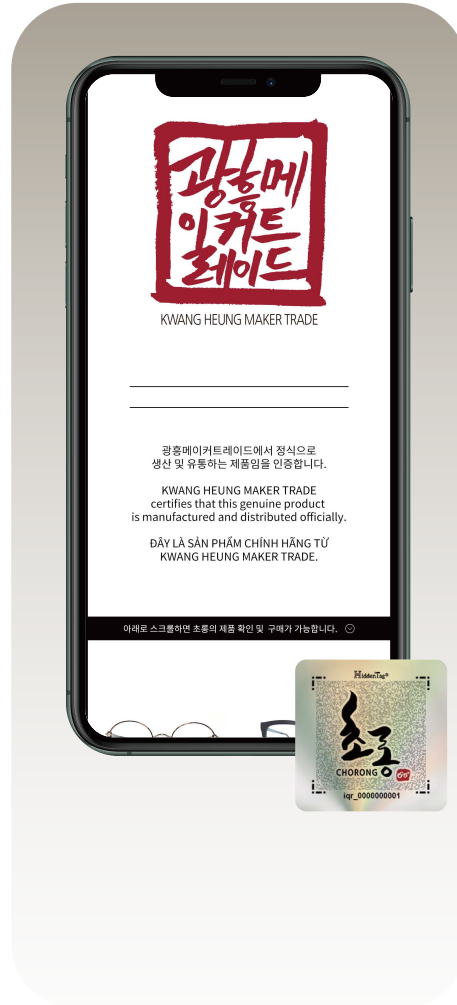 광흥메
이커트
레이드
KWANG HEUNG MAKER TRADE
광흥메이커트레이드에서 정식으로
생산 및 유통하는 제품임을 인증합니다.
KWANG HEUNG MAKER TRADE
certifies that this genuine product
is manufactured and distributed officially.
ĐÂY LÀ SẢN PHẨM CHÍNH HÃNG TỪ
KWANG HEUNG MAKER TRADE.
아래로 스크롤하면 초롱의 제품 확인 및 구매가 가능합니다.
HiddenTag®
초롱
CHORONG
iqr_0000000001